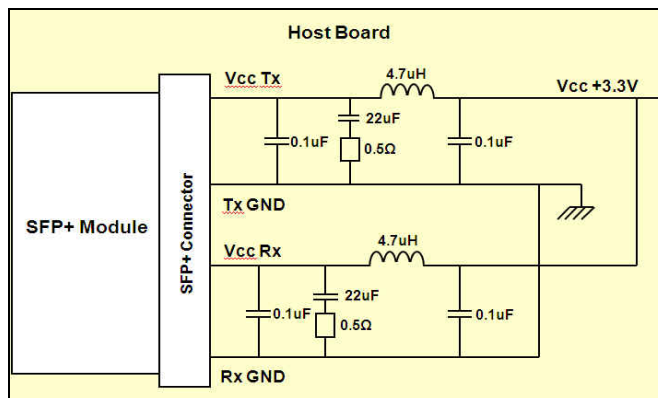 Host Board
Vcc Tx
4.7uH
Vcc +3.3V
22uF
0.1uF
0.5Ω
0.1uF
Tx GND
SFP+ Module
SFP+ Connector
4.7uH
Vcc Rx
22uF
0.1uF
0.5Ω
0.1uF
Rx GND